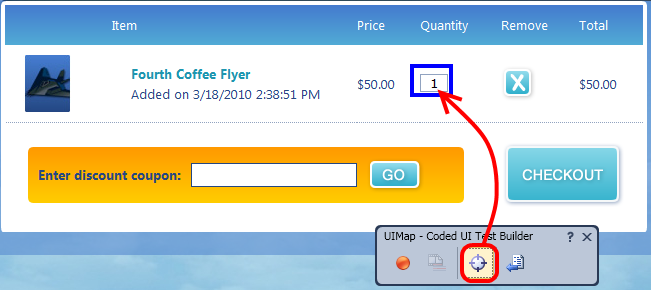 Item Price Quantity Remove Total
Fourth Coffee Flyer
Added on 3/18/2010 2:38:51 PM
$50.00 1 X $50.00
Enter discount coupon: GO CHECKOUT
UIMap - Coded UI Test Builder ? X